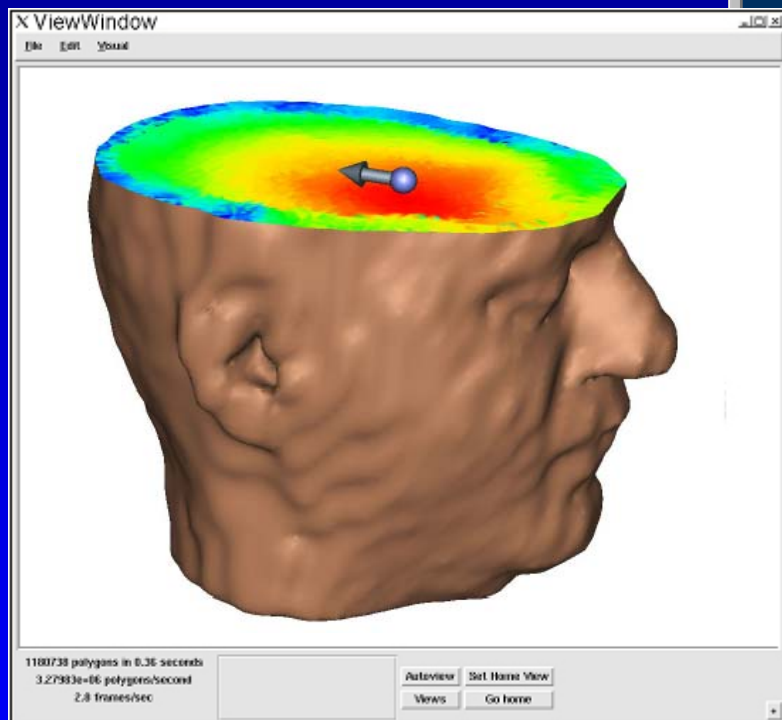 X ViewWindow
File Edit Visual
1180738 polygons in 0.36 seconds
3.27983e+06 polygons/second
2.8 frames/sec
Autoview Set Home View
Views Go home